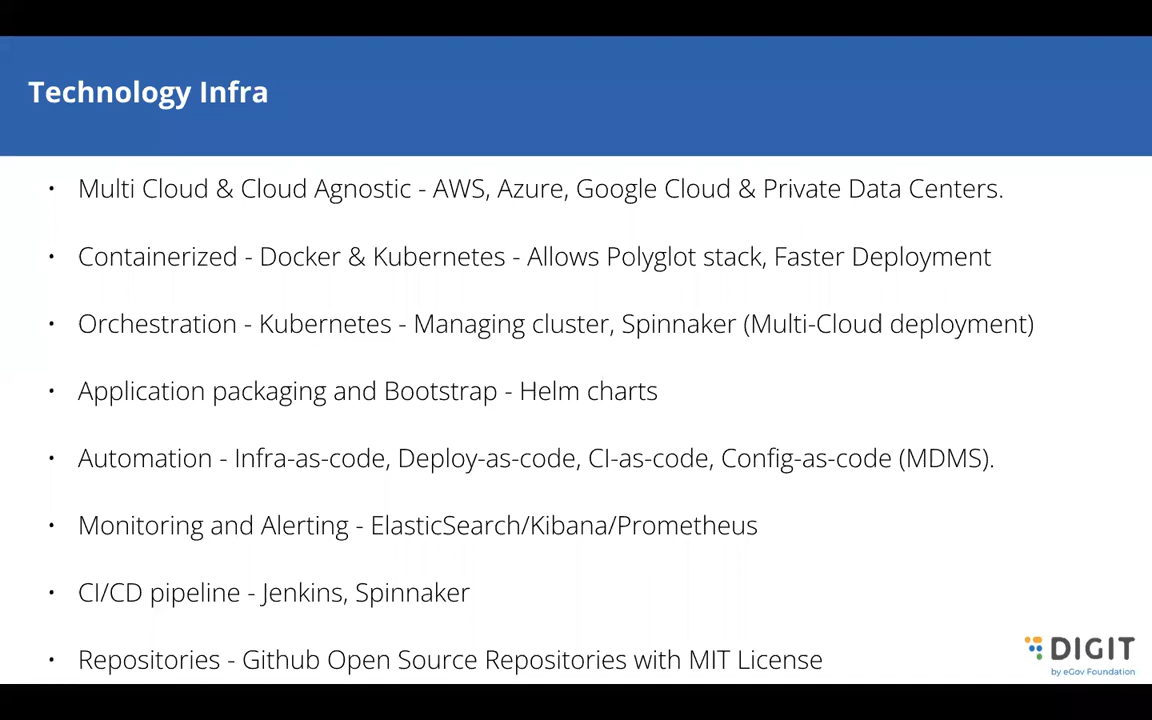 Technology Infra
• Multi Cloud & Cloud Agnostic - AWS, Azure, Google Cloud & Private Data Centers.
• Containerized - Docker & Kubernetes - Allows Polyglot stack, Faster Deployment
• Orchestration - Kubernetes - Managing cluster, Spinnaker (Multi-Cloud deployment)
• Application packaging and Bootstrap - Helm charts
• Automation - Infra-as-code, Deploy-as-code, CI-as-code, Config-as-code (MDMS).
• Monitoring and Alerting - ElasticSearch/Kibana/Prometheus
• CI/CD pipeline - Jenkins, Spinnaker
• Repositories - Github Open Source Repositories with MIT License
DIGIT
by eGov Foundation